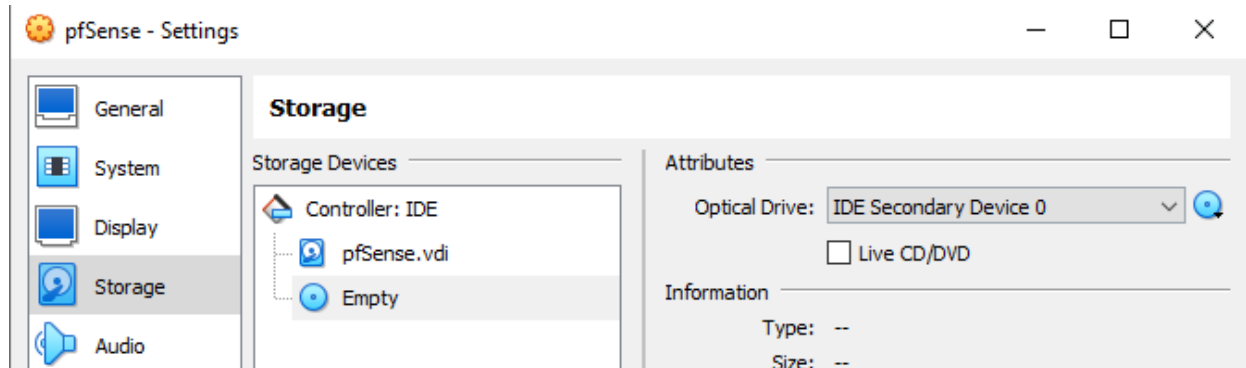 pfSense - Settings
General
System
Display
Storage
Audio
Storage
Storage Devices
Controller: IDE
pfSense.vdi
Empty
Attributes
Optical Drive: IDE Secondary Device 0
Live CD/DVD
Information
Type: --
Size: --